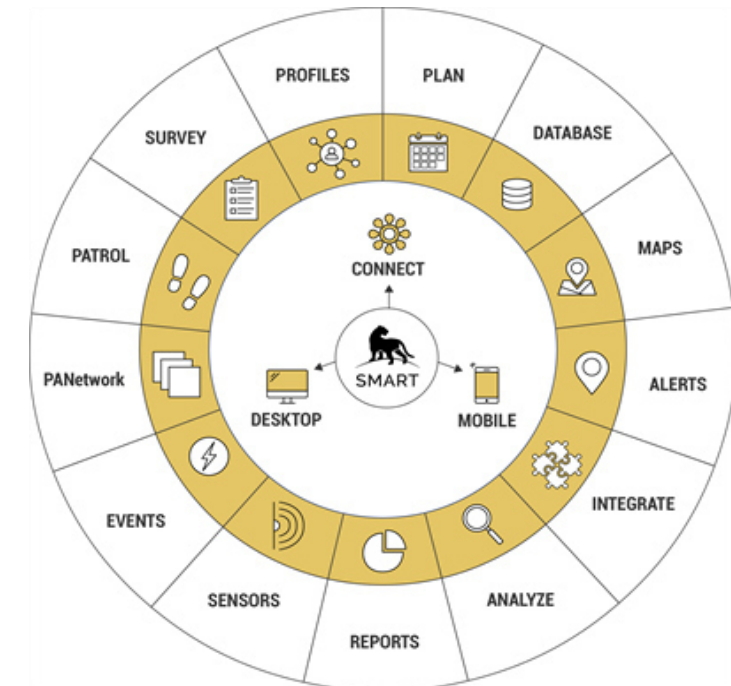 PROFILES
PLAN
SURVEY
DATABASE
PATROL
MAPS
CONNECT
PANetwork
SMART
ALERTS
DESKTOP
MOBILE
EVENTS
INTEGRATE
SENSORS
ANALYZE
REPORTS